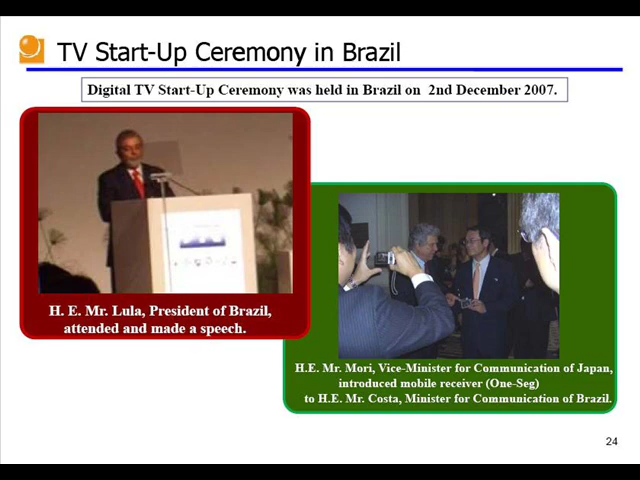 TV Start-Up Ceremony in Brazil
Digital TV Start-Up Ceremony was held in Brazil on 2nd December 2007.
H. E. Mr. Lula, President of Brazil,
attended and made a speech.
H.E. Mr. Mori, Vice-Minister for Communication of Japan,
introduced mobile receiver (One-Seg)
to H.E. Mr. Costa, Minister for Communication of Brazil.
24